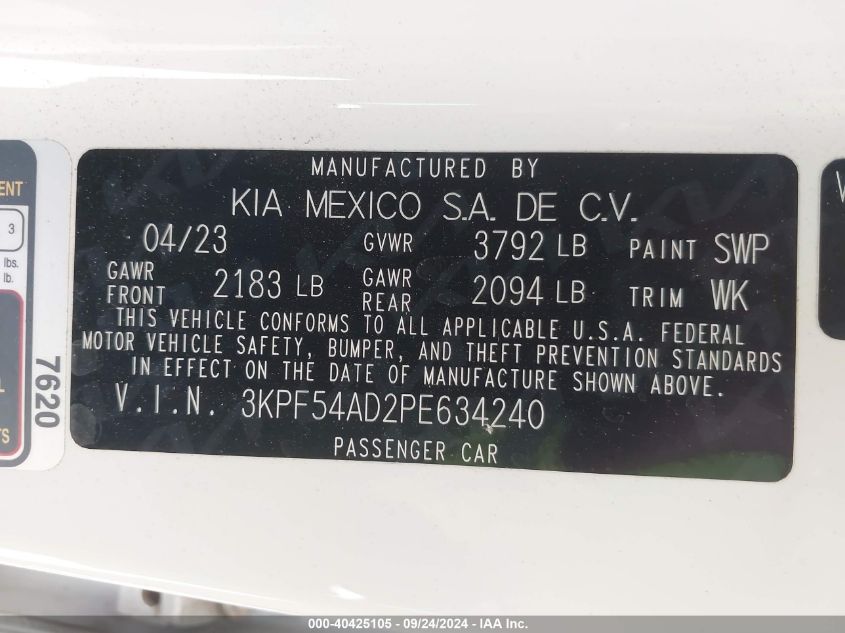 MANUFACTURED BY
KIA MEXICO S.A. DE C.V.
04/23 GVWR 3792 LB PAINT SWP
GAWR FRONT 2183 LB GAWR REAR 2094 LB TRIM WK
THIS VEHICLE CONFORMS TO ALL APPLICABLE U.S.A. FEDERAL
MOTOR VEHICLE SAFETY, BUMPER, AND THEFT PREVENTION STANDARDS
IN EFFECT ON THE DATE OF MANUFACTURE SHOWN ABOVE.
V.I.N. 3KPF54AD2PE634240
PASSENGER CAR
3
lbs.
lb.
7620
000-40425105 - 09/24/2024 - IAA Inc.